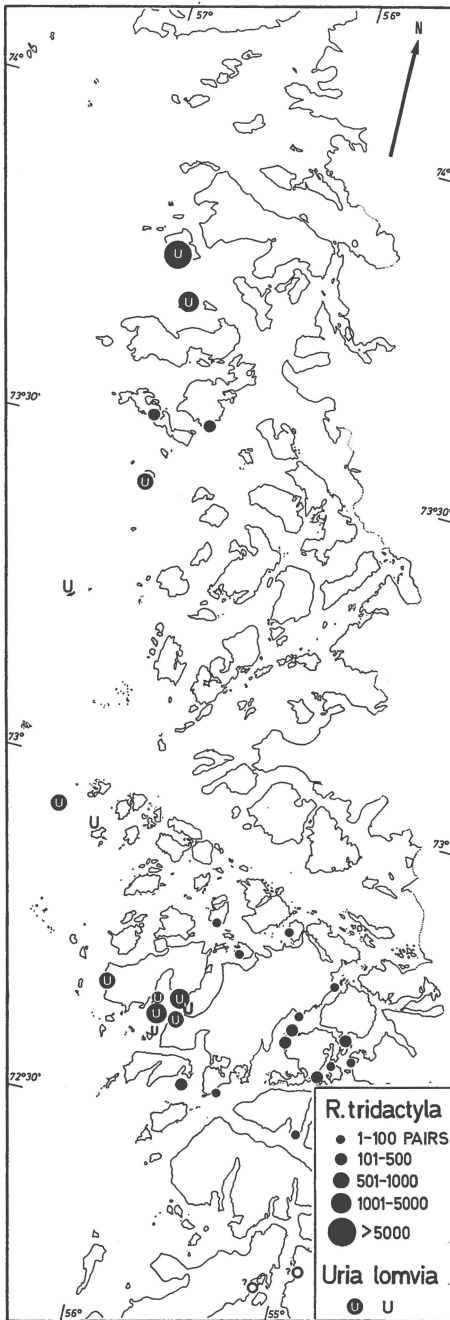 57° 56°
74°
N
74°
U
U
73°30'
U
73°30'
U
73°
U
U
73°
U
U U
U
U U
U
72°30'
R.tridactyla
1-100 PAIRS
101-500
501-1000
1001-5000
>5000
Uria lomvia
U U
? ?
56° 55°